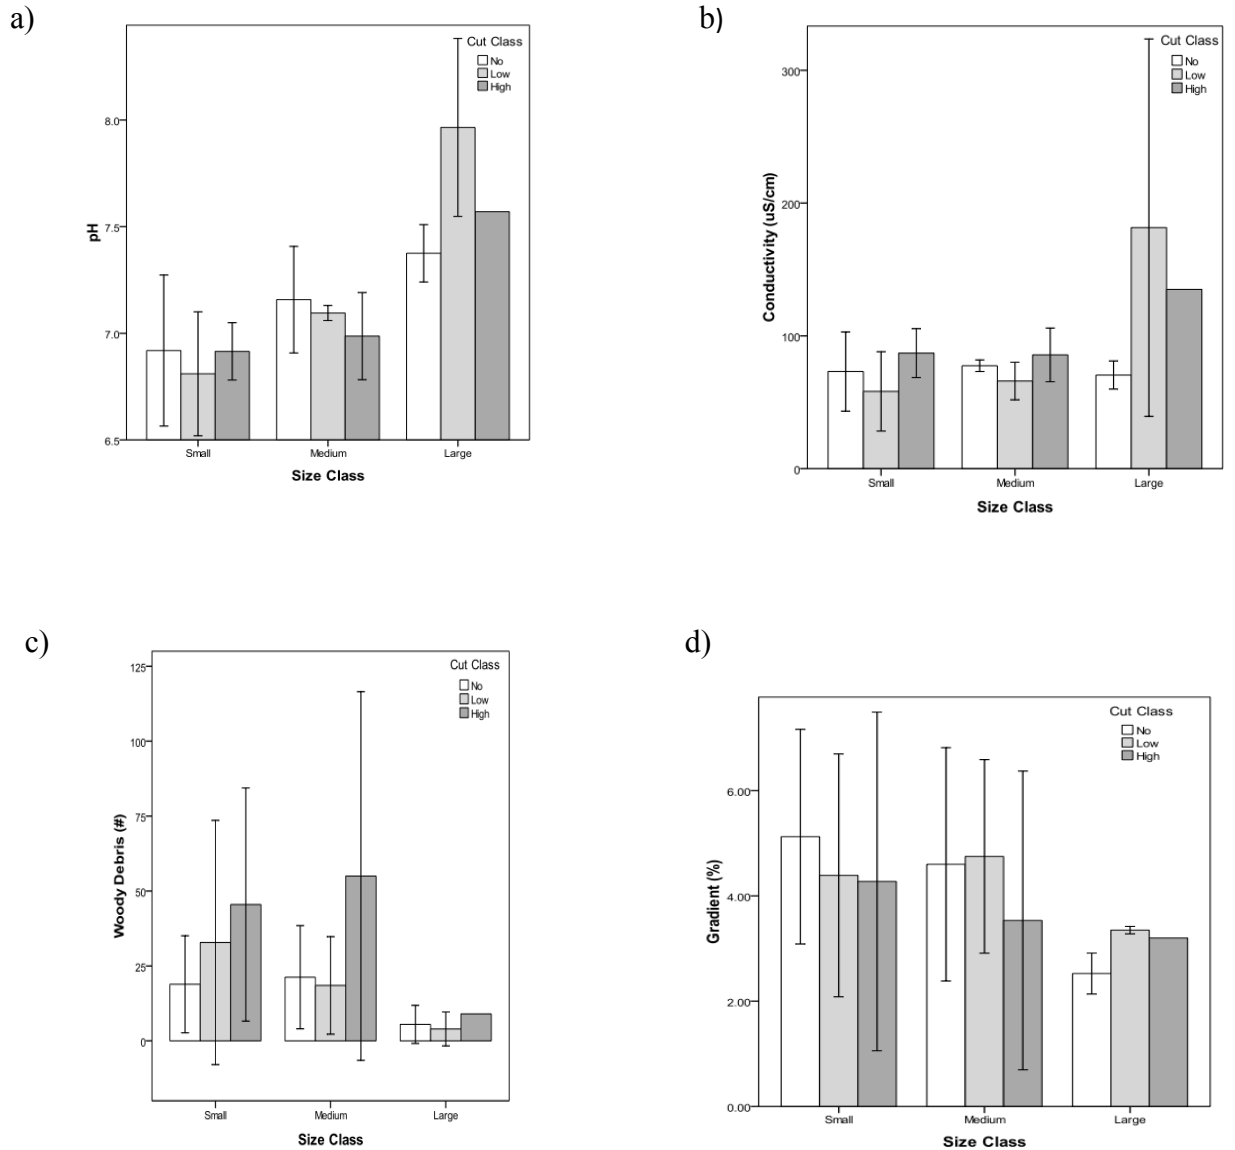 a)
Cut Class
No
Low
High
8.0
7.5
7.0
6.5
pH
Small Medium Large
Size Class
b)
Cut Class
No
Low
High
300
200
100
0
Conductivity (uS/cm)
Small Medium Large
Size Class
c)
Cut Class
No
Low
High
125
100
75
50
25
0
Woody Debris (#)
Small Medium Large
Size Class
d)
Cut Class
No
Low
High
6.00
4.00
2.00
0.00
Gradient (%)
Small Medium Large
Size Class